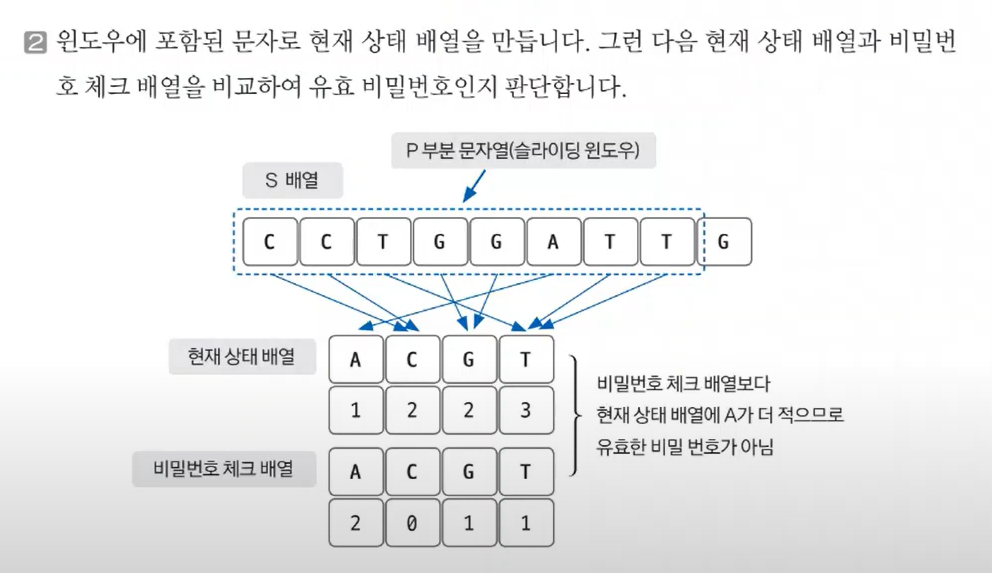 2 윈도우에 포함된 문자로 현재 상태 배열을 만듭니다. 그런 다음 현재 상태 배열과 비밀번
호 체크 배열을 비교하여 유효 비밀번호인지 판단합니다.
P 부분 문자열(슬라이딩 윈도우)
S 배열
C C T G G A T T G
현재 상태 배열
A C G T
1 2 2 3
비밀번호 체크 배열보다
현재 상태 배열에 A가 더 적으므로
유효한 비밀 번호가 아님
비밀번호 체크 배열
A C G T
2 0 1 1